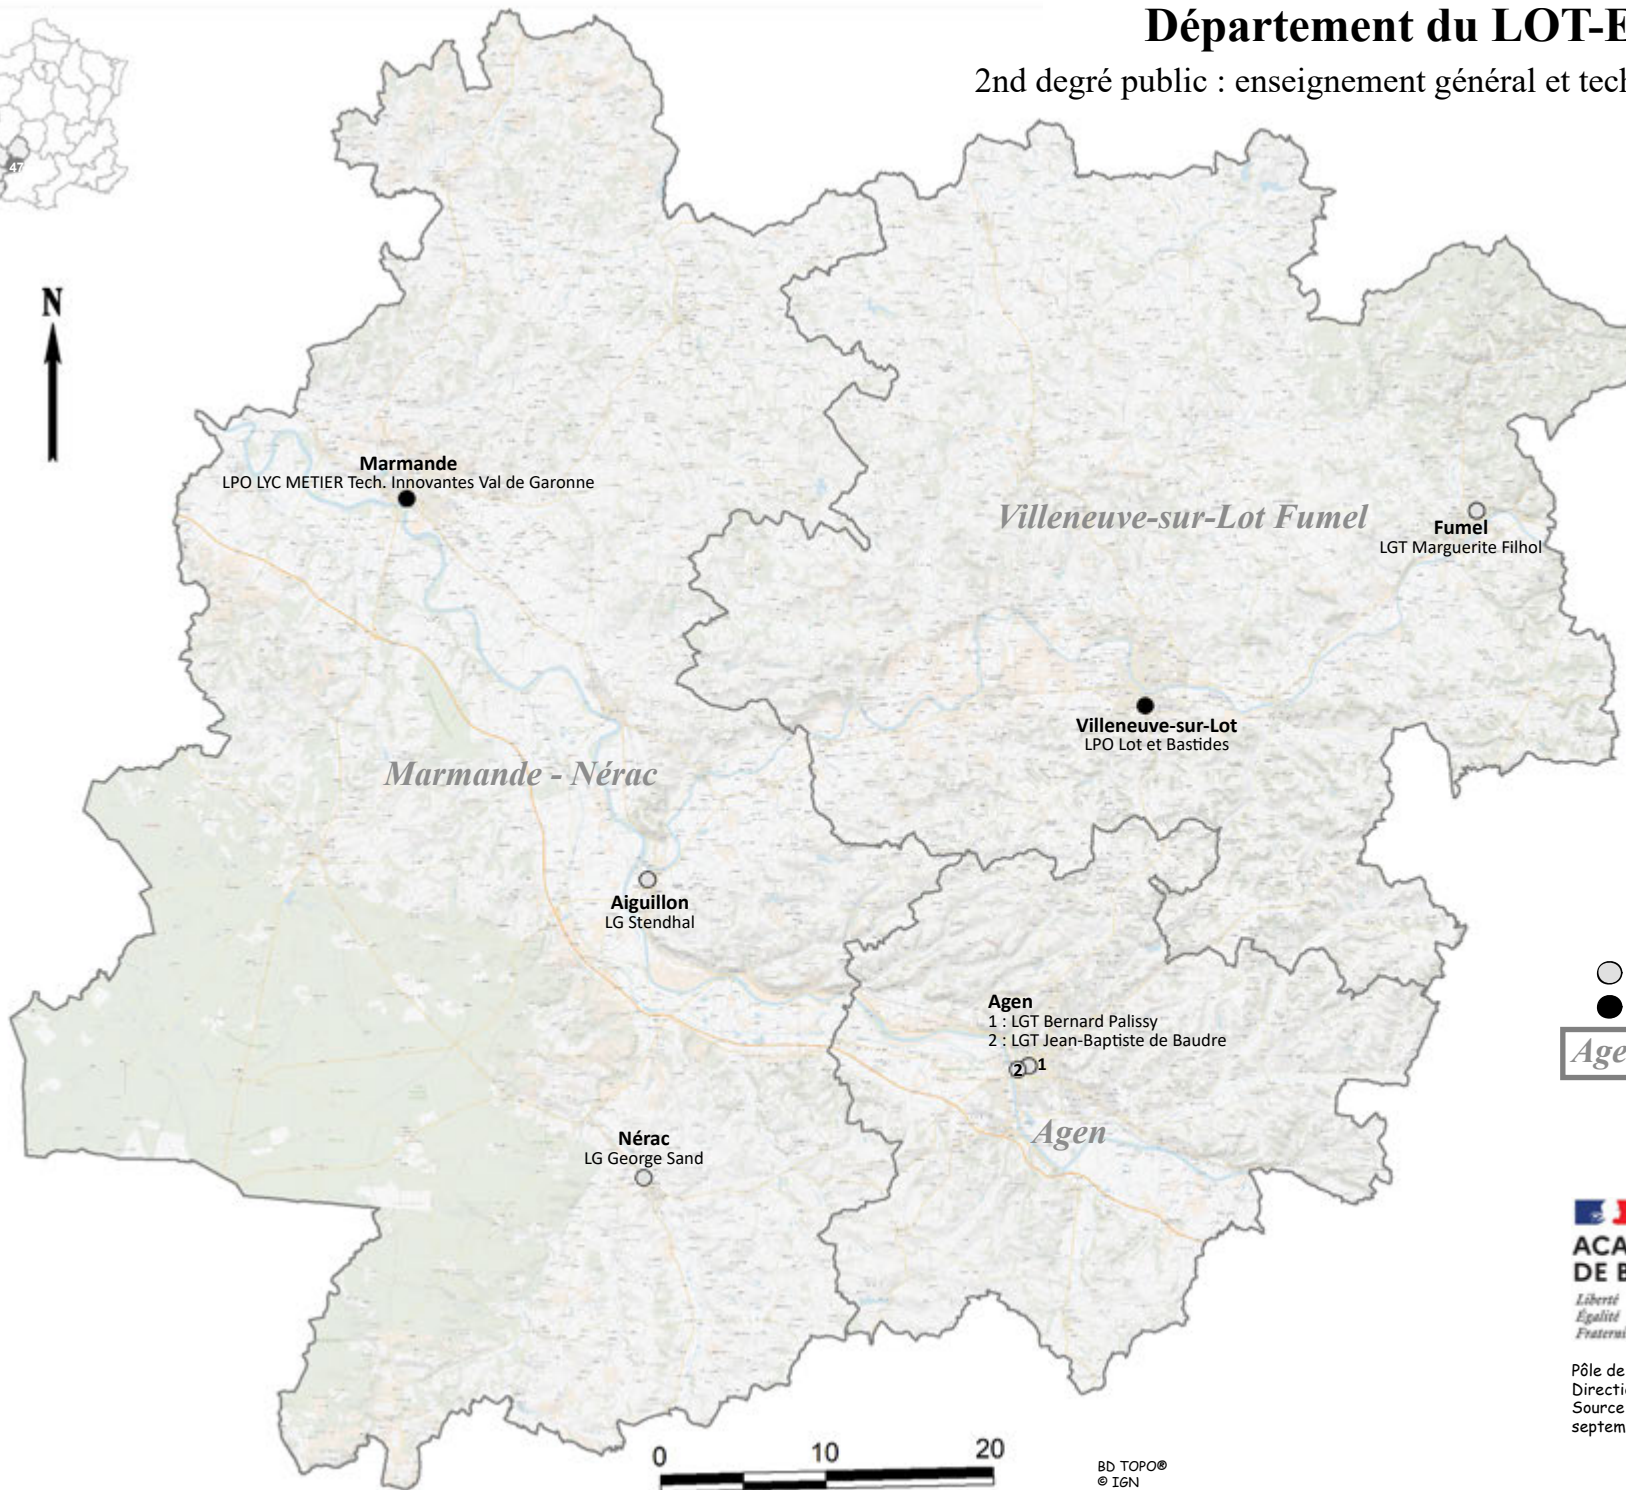 Département du LOT-E
2nd degré public : enseignement général et tech
47
N
Marmande
LPO LYC METIER Tech. Innovantes Val de Garonne
Villeneuve-sur-Lot Fumel
Fumel
LGT Marguerite Filhol
Villeneuve-sur-Lot
LPO Lot et Bastides
Marmande - Nérac
Aiguillon
LG Stendhal
Agen
1 : LGT Bernard Palissy
2 : LGT Jean-Baptiste de Baudre
2 1
Age
Agen
Nérac
LG George Sand
ACA
DE B
Liberté
Égalité
Fraterni
Pôle de
Directi
Source
septem
0 10 20
BD TOPO®
© IGN